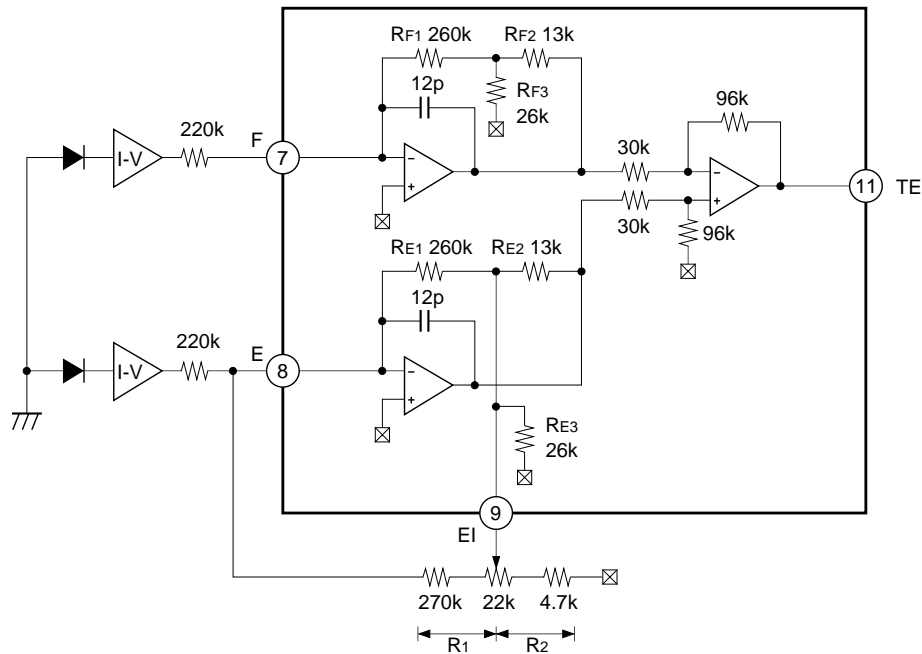 RF1 260k
RF2 13k
12p
RF3
26k
96k
220k
F
7
I-V
30k
11
TE
30k
96k
RE1 260k
RE2 13k
12p
220k
E
8
I-V
RE3
26k
9
EI
270k
22k
4.7k
R1
R2